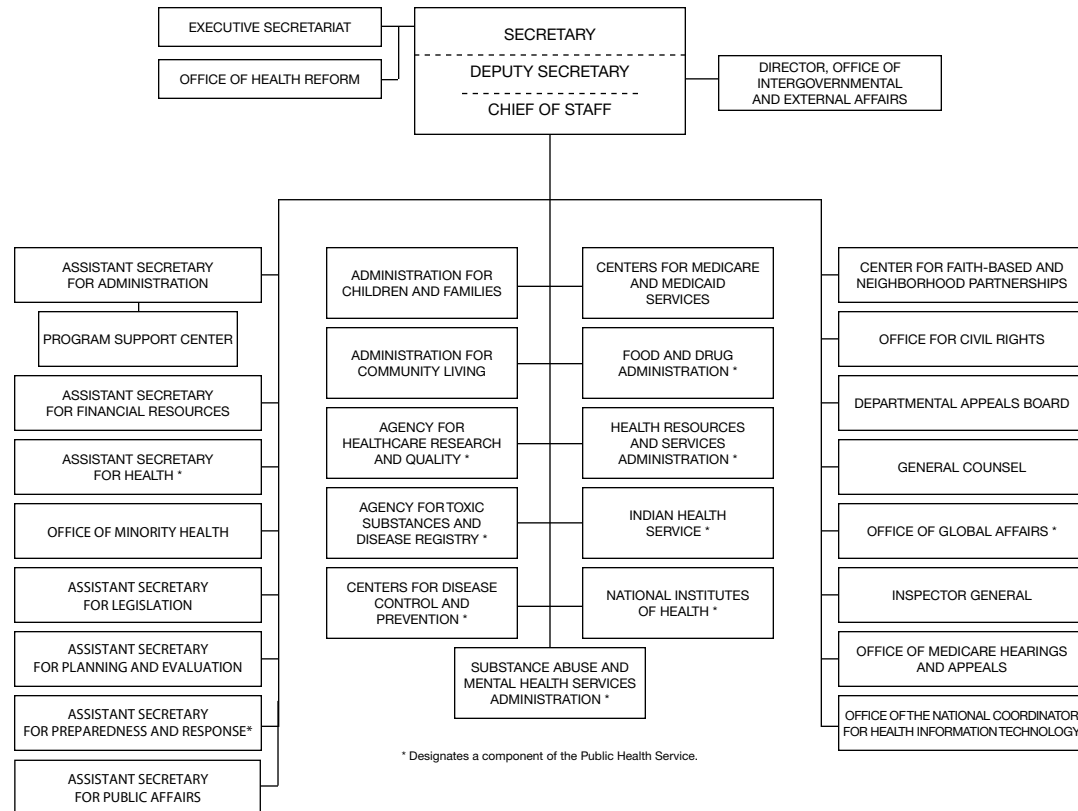 EXECUTIVE SECRETARIAT
OFFICE OF HEALTH REFORM
SECRETARY
DEPUTY SECRETARY
CHIEF OF STAFF
DIRECTOR, OFFICE OF
INTERGOVERNMENTAL
AND EXTERNAL AFFAIRS
ASSISTANT SECRETARY
FOR ADMINISTRATION
PROGRAM SUPPORT CENTER
ASSISTANT SECRETARY
FOR FINANCIAL RESOURCES
ASSISTANT SECRETARY
FOR HEALTH *
OFFICE OF MINORITY HEALTH
ASSISTANT SECRETARY
FOR LEGISLATION
ASSISTANT SECRETARY
FOR PLANNING AND EVALUATION
ASSISTANT SECRETARY
FOR PREPAREDNESS AND RESPONSE*
ASSISTANT SECRETARY
FOR PUBLIC AFFAIRS
ADMINISTRATION FOR
CHILDREN AND FAMILIES
ADMINISTRATION FOR
COMMUNITY LIVING
AGENCY FOR
HEALTHCARE RESEARCH
AND QUALITY *
AGENCY FOR TOXIC
SUBSTANCES AND
DISEASE REGISTRY *
CENTERS FOR DISEASE
CONTROL AND
PREVENTION *
CENTERS FOR MEDICARE
AND MEDICAID
SERVICES
FOOD AND DRUG
ADMINISTRATION *
HEALTH RESOURCES
AND SERVICES
ADMINISTRATION *
INDIAN HEALTH
SERVICE *
NATIONAL INSTITUTES
OF HEALTH *
SUBSTANCE ABUSE AND
MENTAL HEALTH SERVICES
ADMINISTRATION *
CENTER FOR FAITH-BASED AND
NEIGHBORHOOD PARTNERSHIPS
OFFICE FOR CIVIL RIGHTS
DEPARTMENTAL APPEALS BOARD
GENERAL COUNSEL
OFFICE OF GLOBAL AFFAIRS *
INSPECTOR GENERAL
OFFICE OF MEDICARE HEARINGS
AND APPEALS
OFFICE OF THE NATIONAL COORDINATOR
FOR HEALTH INFORMATION TECHNOLOGY
* Designates a component of the Public Health Service.